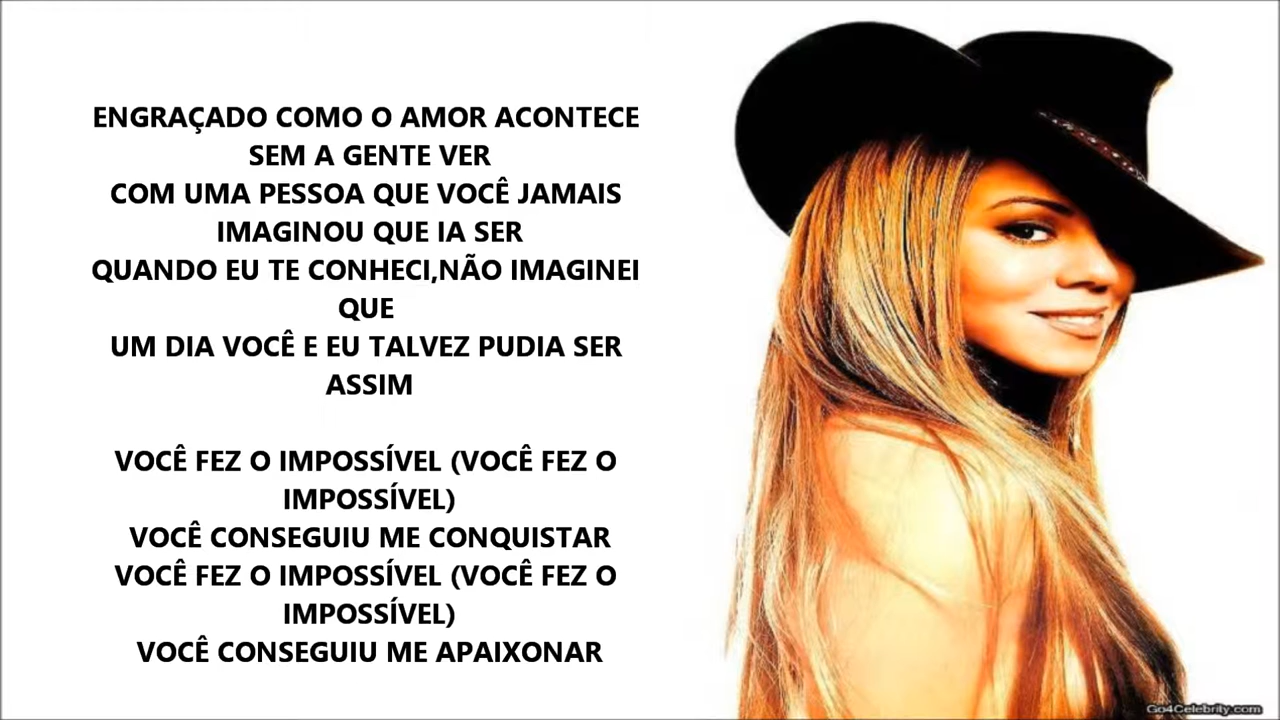 ENGRAÇADO COMO O AMOR ACONTECE
SEM A GENTE VER
COM UMA PESSOA QUE VOCÊ JAMAIS
IMAGINOU QUE IA SER
QUANDO EU TE CONHECI,NÃO IMAGINEI
QUE
UM DIA VOCÊ E EU TALVEZ PUDIA SER
ASSIM
VOCÊ FEZ O IMPOSSÍVEL (VOCÊ FEZ O
IMPOSSÍVEL)
VOCÊ CONSEGUIU ME CONQUISTAR
VOCÊ FEZ O IMPOSSÍVEL (VOCÊ FEZ O
IMPOSSÍVEL)
VOCÊ CONSEGUIU ME APAIXONAR
Go4Celebrity.com